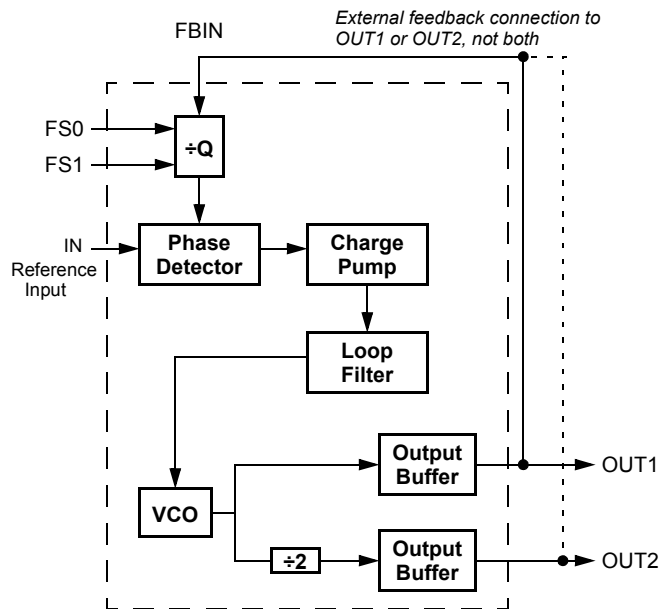 External feedback connection to
OUT1 or OUT2, not both
FBIN
FS0
FS1
÷Q
IN
Reference
Input
Phase
Detector
Charge
Pump
Loop
Filter
Output
Buffer
OUT1
VCO
÷2
Output
Buffer
OUT2